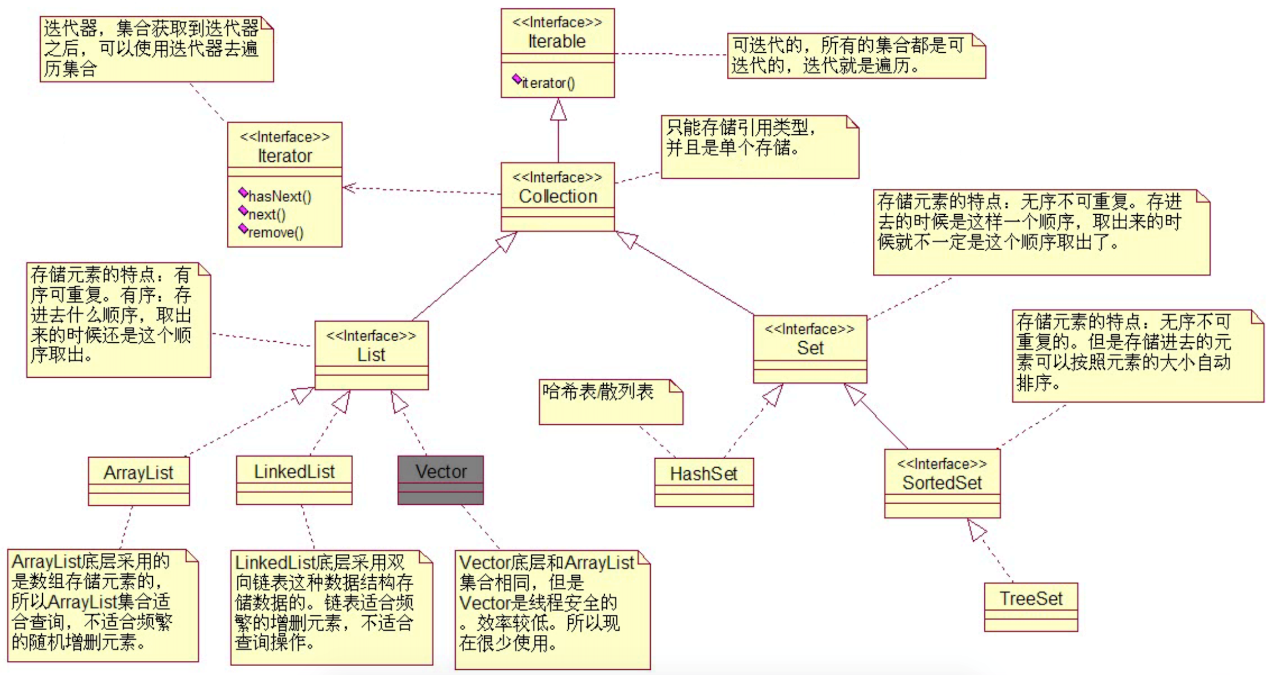 迭代器，集合获取到迭代器
之后，可以使用迭代器去遍
历集合
<<Interface>>
Iterable
iterator()
可迭代的，所有的集合都是可
迭代的，迭代就是遍历。
<<Interface>>
Iterator
hasNext()
next()
remove()
只能存储引用类型，
并且是单个存储。
<<Interface>>
Collection
存储元素的特点：无序不可重复。存进
去的时候是这样一个顺序，取出来的时
候就不一定是这个顺序取出了。
存储元素的特点：有
序可重复。有序：存
进去什么顺序，取出
来的时候还是这个顺
序取出。
<<Interface>>
List
<<Interface>>
Set
存储元素的特点：无序不可
重复的。但是存储进去的元
素可以按照元素的大小自动
排序。
哈希表/散列表
ArrayList
LinkedList
Vector
HashSet
<<Interface>>
SortedSet
ArrayList底层采用的
是数组存储元素的，
所以ArrayList集合适
合查询，不适合频繁
的随机增删元素。
LinkedList底层采用双
向链表这种数据结构存
储数据的。链表适合频
繁的增删元素，不适合
查询操作。
Vector底层和ArrayList
集合相同，但是
Vector是线程安全的
。效率较低。所以现
在很少使用。
TreeSet